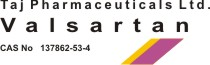 Taj Pharmaceuticals Ltd.
Valsartan
CAS No 137862-53-4